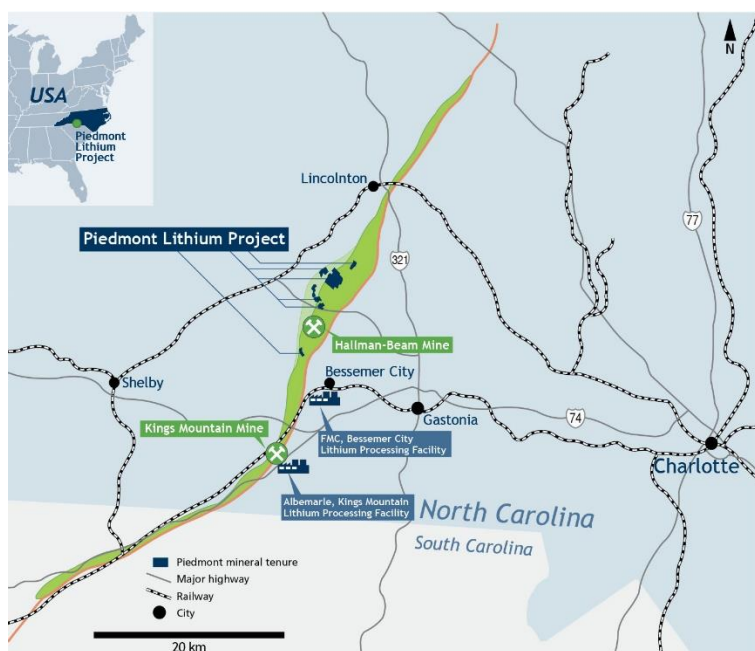 USA
Piedmont
Lithium
Project
N
Lincolnton
77
Piedmont Lithium Project
321
Hallman-Beam Mine
Shelby
Bessemer City
Gastonia
74
Kings Mountain Mine
FMC, Bessemer City
Lithium Processing Facility
Charlotte
Albemarle, Kings Mountain
Lithium Processing Facility
North Carolina
South Carolina
Piedmont mineral tenure
Major highway
Railway
City
20 km